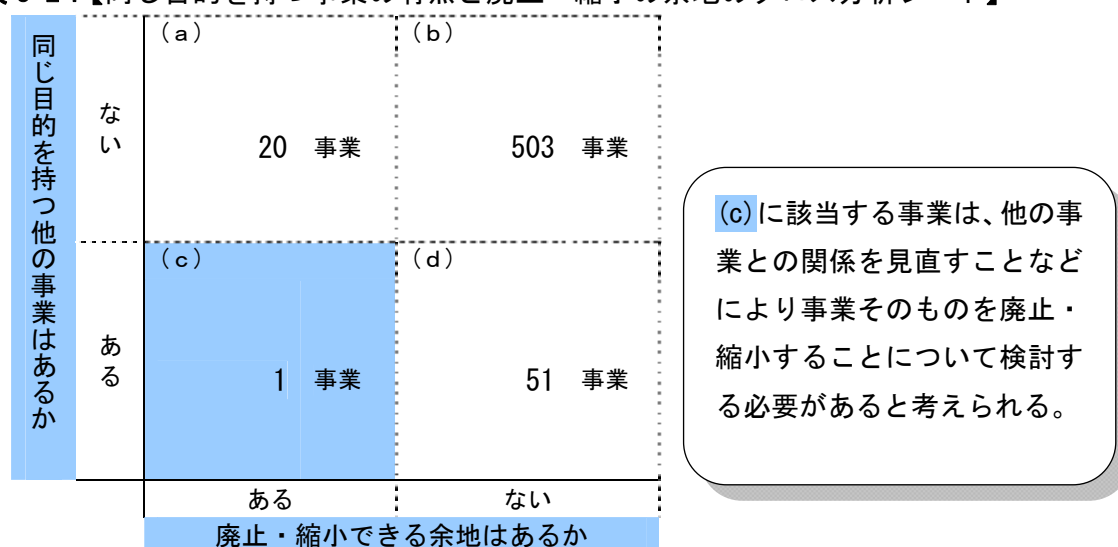 同じ目的を持つ他の事業はあるか
ない
(a)
20 事業
(b)
503 事業
ある
(c)
1 事業
(d)
51 事業
ある
ない
廃止・縮小できる余地はあるか
(c)に該当する事業は、他の事
業との関係を見直すことなど
により事業そのものを廃止・
縮小することについて検討す
る必要があると考えられる。